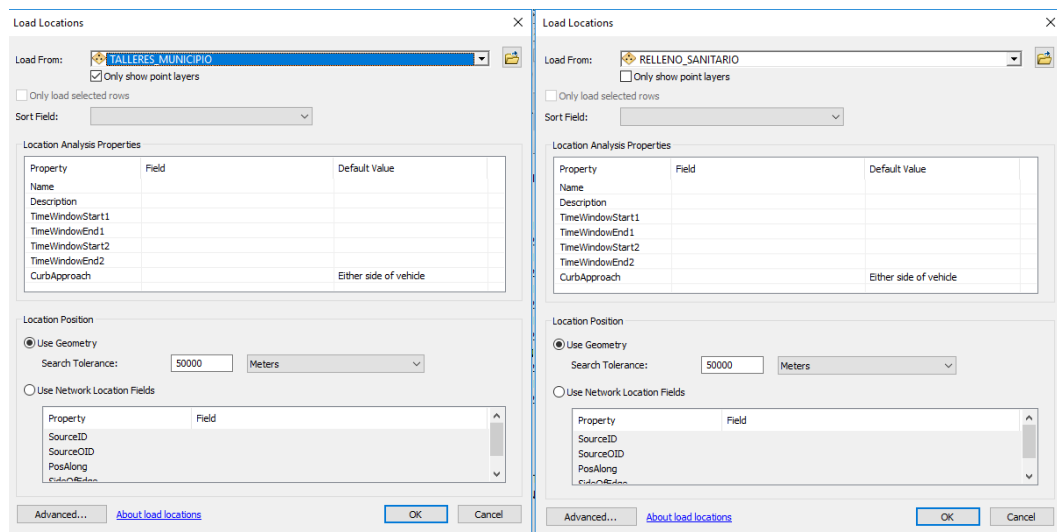 Load Locations
Load From: TALLERES_MUNICIPIO
Only show point layers
Only load selected rows
Sort Field:
Location Analysis Properties
Property Field Default Value
Name
Description
TimeWindowStart1
TimeWindowEnd1
TimeWindowStart2
TimeWindowEnd2
CurbApproach Either side of vehicle
Location Position
Use Geometry
Search Tolerance: 50000 Meters
Use Network Location Fields
Property Field
SourceID
SourceOID
PosAlong
SideOfEdge
Advanced... About load locations OK Cancel
Load Locations
Load From: RELLENO_SANITARIO
Only show point layers
Only load selected rows
Sort Field:
Location Analysis Properties
Property Field Default Value
Name
Description
TimeWindowStart1
TimeWindowEnd1
TimeWindowStart2
TimeWindowEnd2
CurbApproach Either side of vehicle
Location Position
Use Geometry
Search Tolerance: 50000 Meters
Use Network Location Fields
Property Field
SourceID
SourceOID
PosAlong
SideOfEdge
Advanced... About load locations OK Cancel